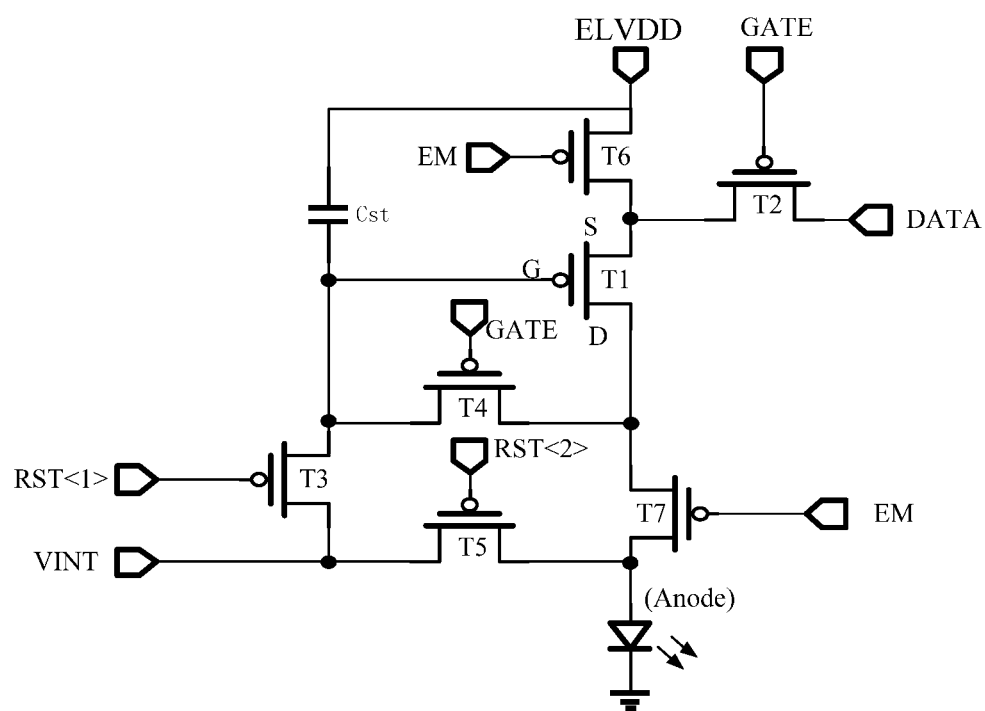 ELVDD
GATE
EM
T6
T2
Cst
S
DATA
G
T1
GATE
D
T4
RST<2>
RST<1>
T3
T7
EM
T5
VINT
(Anode)